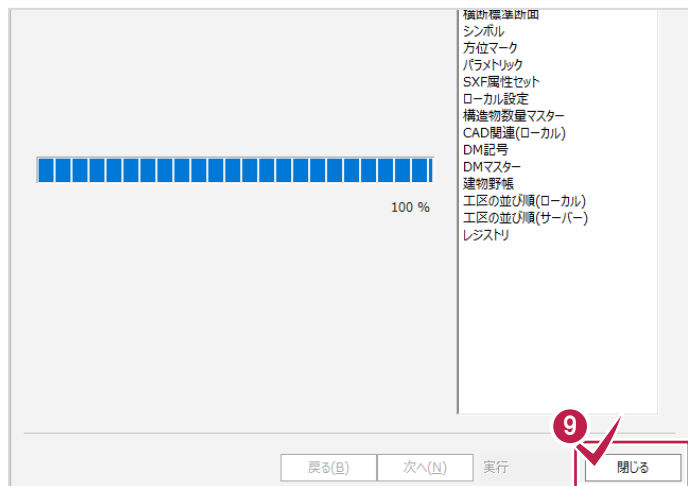 横断標準断面
シンボル
方位マーク
パラメトリック
SXF属性セット
ローカル設定
構造物数量マスター
CAD関連(ローカル)
DM記号
DMマスター
建物野帳
工区の並び順(ローカル)
工区の並び順(サーバー)
レジストリ
100 %
9
戻る(B) 次へ(N) 実行 閉じる